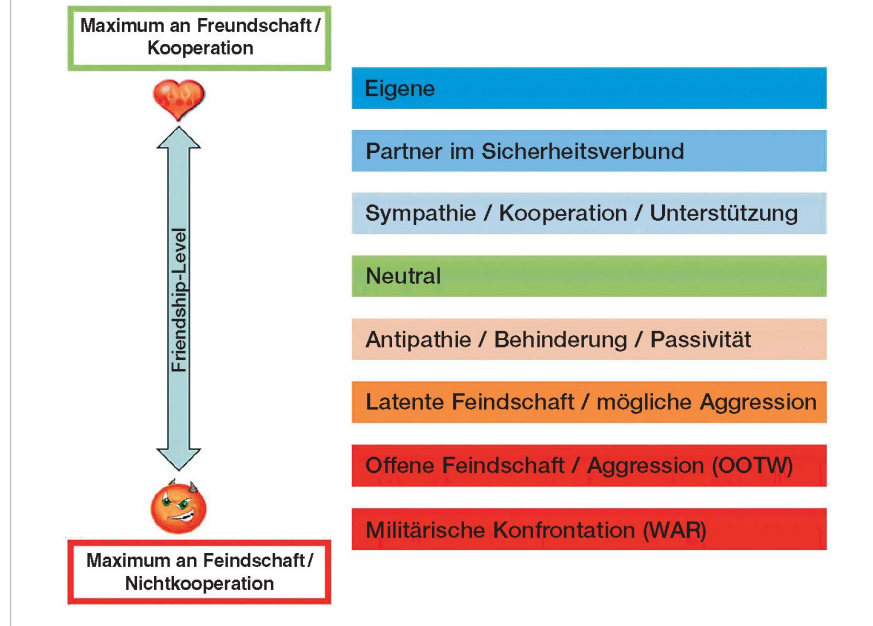 Maximum an Freundschaft/
Kooperation
Eigene
Partner im Sicherheitsverbund
Sympathie / Kooperation / Unterstützung
Friendship-Level
Neutral
Antipathie / Behinderung / Passivität
Latente Feindschaft / mögliche Aggression
Offene Feindschaft / Aggression (OOTW)
Militärische Konfrontation (WAR)
Maximum an Feindschaft/
Nichtkooperation